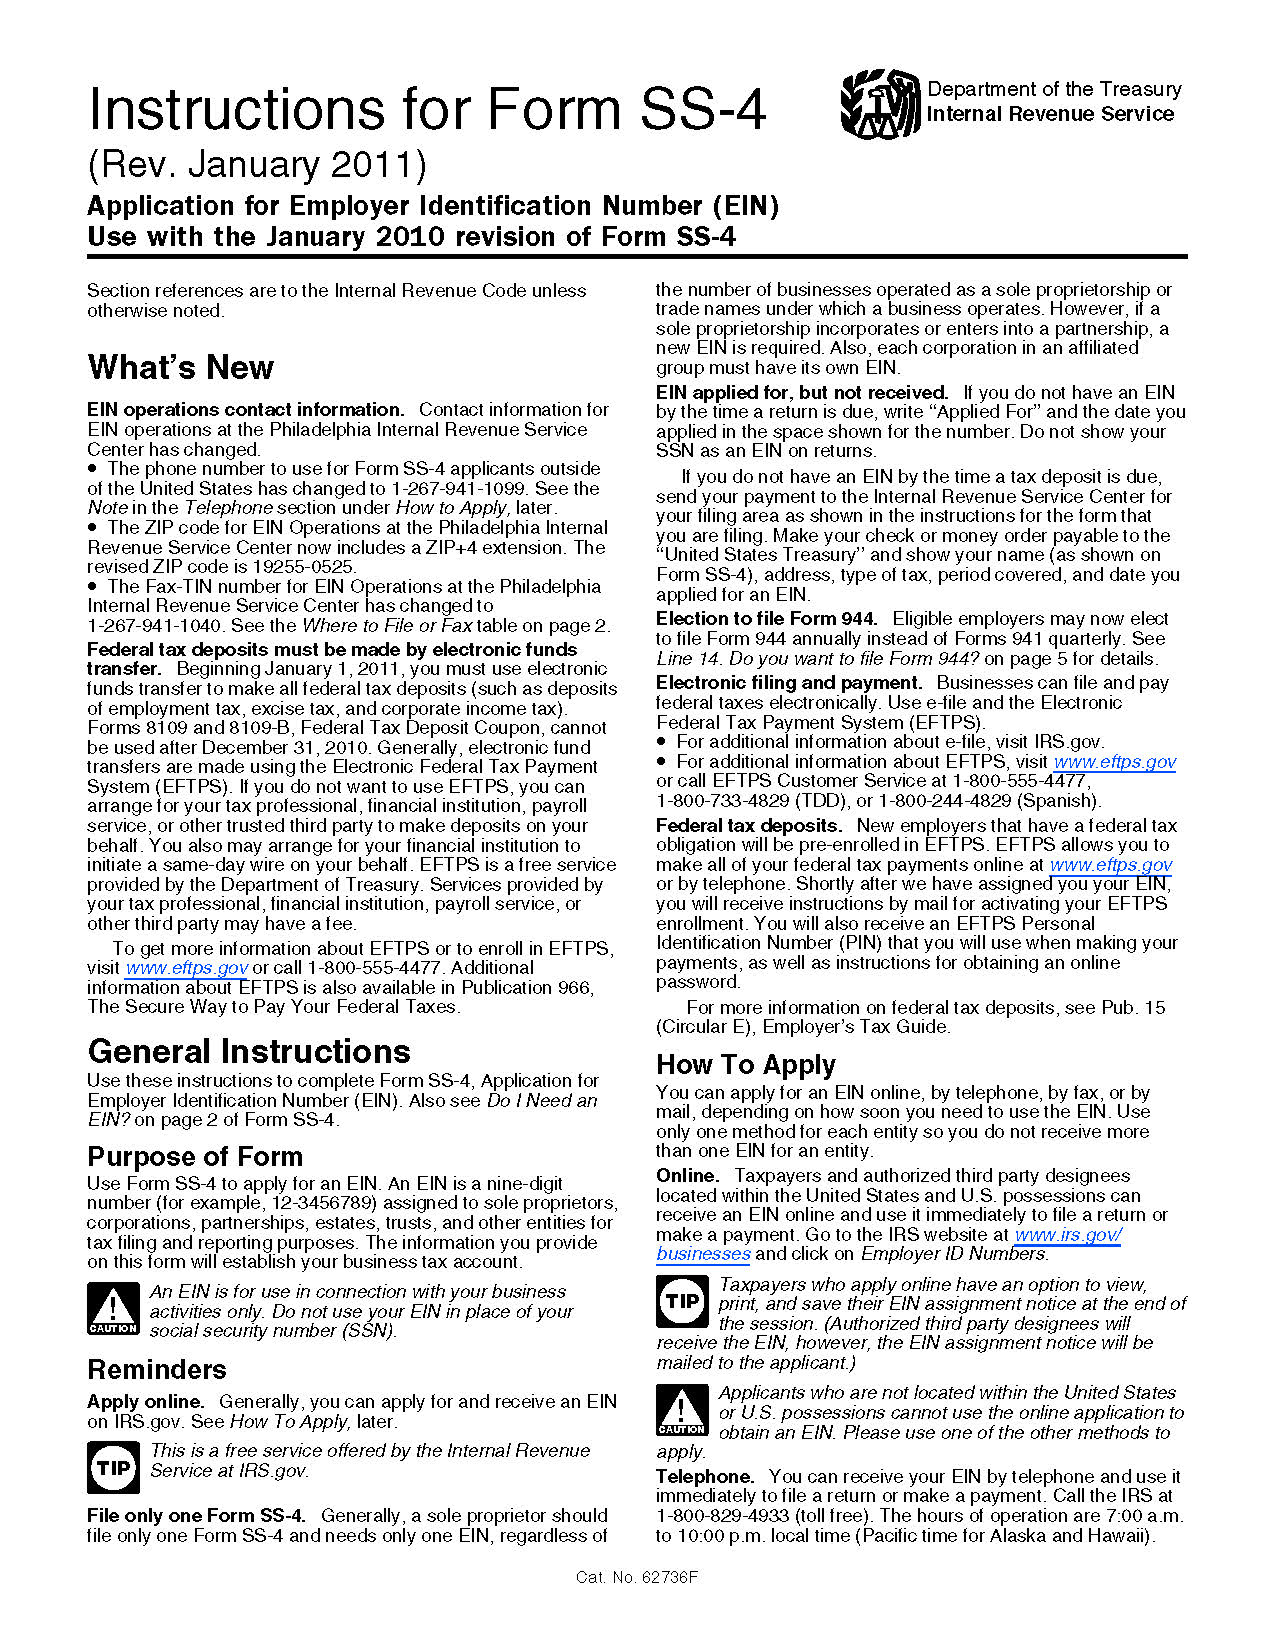 Instructions for Form SS-4
Department of the Treasury
Internal Revenue Service
(Rev. January 2011)
Application for Employer Identification Number (EIN)
Use with the January 2010 revision of Form SS-4
Section references are to the Internal Revenue Code unless
otherwise noted.
What's New
EIN operations contact information. Contact information for
EIN operations at the Philadelphia Internal Revenue Service
Center has changed.
• The phone number to use for Form SS-4 applicants outside
of the United States has changed to 1-267-941-1099. See the
Note in the Telephone section under How to Apply, later.
• The ZIP code for EIN Operations at the Philadelphia Internal
Revenue Service Center now includes a ZIP+4 extension. The
revised ZIP code is 19255-0525.
• The Fax-TIN number for EIN Operations at the Philadelphia
Internal Revenue Service Center has changed to
1-267-941-1040. See the Where to File or Fax table on page 2.
Federal tax deposits must be made by electronic funds
transfer. Beginning January 1, 2011, you must use electronic
funds transfer to make all federal tax deposits (such as deposits
of employment tax, excise tax, and corporate income tax).
Forms 8109 and 8109-B, Federal Tax Deposit Coupon, cannot
be used after December 31, 2010. Generally, electronic fund
transfers are made using the Electronic Federal Tax Payment
System (EFTPS). If you do not want to use EFTPS, you can
arrange for your tax professional, financial institution, payroll
service, or other trusted third party to make deposits on your
behalf. You also may arrange for your financial institution to
initiate a same-day wire on your behalf. EFTPS is a free service
provided by the Department of Treasury. Services provided by
your tax professional, financial institution, payroll service, or
other third party may have a fee.
To get more information about EFTPS or to enroll in EFTPS,
visit www.eftps.gov or call 1-800-555-4477. Additional
information about EFTPS is also available in Publication 966,
The Secure Way to Pay Your Federal Taxes.
General Instructions
Use these instructions to complete Form SS-4, Application for
Employer Identification Number (EIN). Also see Do I Need an
EIN? on page 2 of Form SS-4.
Purpose of Form
Use Form SS-4 to apply for an EIN. An EIN is a nine-digit
number (for example, 12-3456789) assigned to sole proprietors,
corporations, partnerships, estates, trusts, and other entities for
tax filing and reporting purposes. The information you provide
on this form will establish your business tax account.
An EIN is for use in connection with your business
! activities only. Do not use your EIN in place of your
CAUTION social security number (SSN).
Reminders
Apply online. Generally, you can apply for and receive an EIN
on IRS.gov. See How To Apply, later.
This is a free service offered by the Internal Revenue
TIP Service at IRS.gov.
File only one Form SS-4. Generally, a sole proprietor should
file only one Form SS-4 and needs only one EIN, regardless of
the number of businesses operated as a sole proprietorship or
trade names under which a business operates. However, if a
sole proprietorship incorporates or enters into a partnership, a
new EIN is required. Also, each corporation in an affiliated
group must have its own EIN.
EIN applied for, but not received. If you do not have an EIN
by the time a return is due, write “Applied For” and the date you
applied in the space shown for the number. Do not show your
SSN as an EIN on returns.
If you do not have an EIN by the time a tax deposit is due,
send your payment to the Internal Revenue Service Center for
your filing area as shown in the instructions for the form that
you are filing. Make your check or money order payable to the
“United States Treasury” and show your name (as shown on
Form SS-4), address, type of tax, period covered, and date you
applied for an EIN.
Election to file Form 944. Eligible employers may now elect
to file Form 944 annually instead of Forms 941 quarterly. See
Line 14. Do you want to file Form 944? on page 5 for details.
Electronic filing and payment. Businesses can file and pay
federal taxes electronically. Use e-file and the Electronic
Federal Tax Payment System (EFTPS).
• For additional information about e-file, visit IRS.gov.
• For additional information about EFTPS, visit www.eftps.gov
or call EFTPS Customer Service at 1-800-555-4477,
1-800-733-4829 (TDD), or 1-800-244-4829 (Spanish).
Federal tax deposits. New employers that have a federal tax
obligation will be pre-enrolled in EFTPS. EFTPS allows you to
make all of your federal tax payments online at www.eftps.gov
or by telephone. Shortly after we have assigned you your EIN,
you will receive instructions by mail for activating your EFTPS
enrollment. You will also receive an EFTPS Personal
Identification Number (PIN) that you will use when making your
payments, as well as instructions for obtaining an online
password.
For more information on federal tax deposits, see Pub. 15
(Circular E), Employer's Tax Guide.
How To Apply
You can apply for an EIN online, by telephone, by fax, or by
mail, depending on how soon you need to use the EIN. Use
only one method for each entity so you do not receive more
than one EIN for an entity.
Online. Taxpayers and authorized third party designees
located within the United States and U.S. possessions can
receive an EIN online and use it immediately to file a return or
make a payment. Go to the IRS website at www.irs.gov/
businesses and click on Employer ID Numbers.
Taxpayers who apply online have an option to view,
TIP print, and save their EIN assignment notice at the end of
the session. (Authorized third party designees will
receive the EIN, however, the EIN assignment notice will be
mailed to the applicant.)
Applicants who are not located within the United States
! or U.S. possessions cannot use the online application to
CAUTION obtain an EIN. Please use one of the other methods to
apply.
Telephone. You can receive your EIN by telephone and use it
immediately to file a return or make a payment. Call the IRS at
1-800-829-4933 (toll free). The hours of operation are 7:00 a.m.
to 10:00 p.m. local time (Pacific time for Alaska and Hawaii).
Cat. No. 62736F